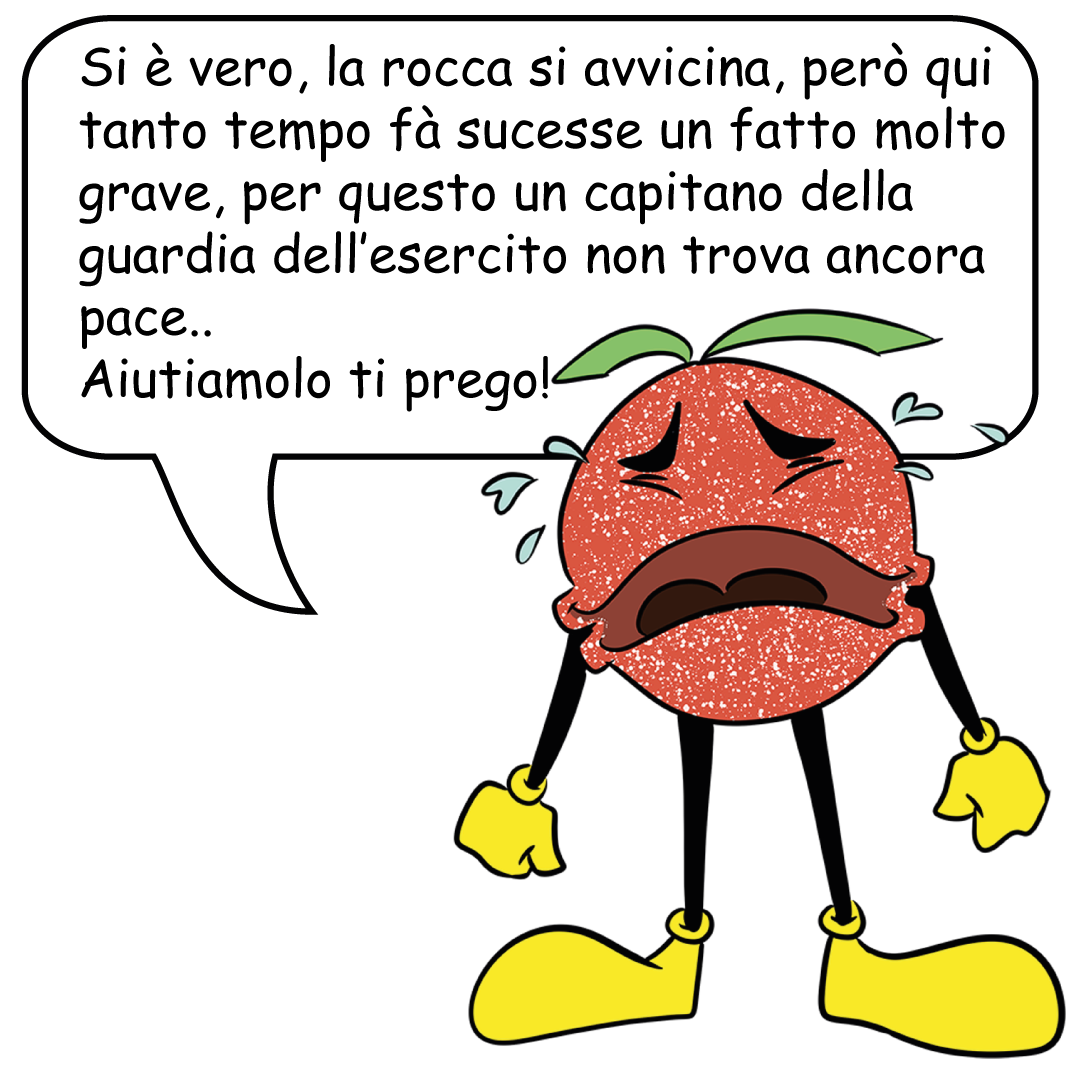 Si è vero, la rocca si avvicina, però qui
tanto tempo fà sucesse un fatto molto
grave, per questo un capitano della
guardia dell'esercito non trova ancora
pace..
Aiutiamolo ti prego!